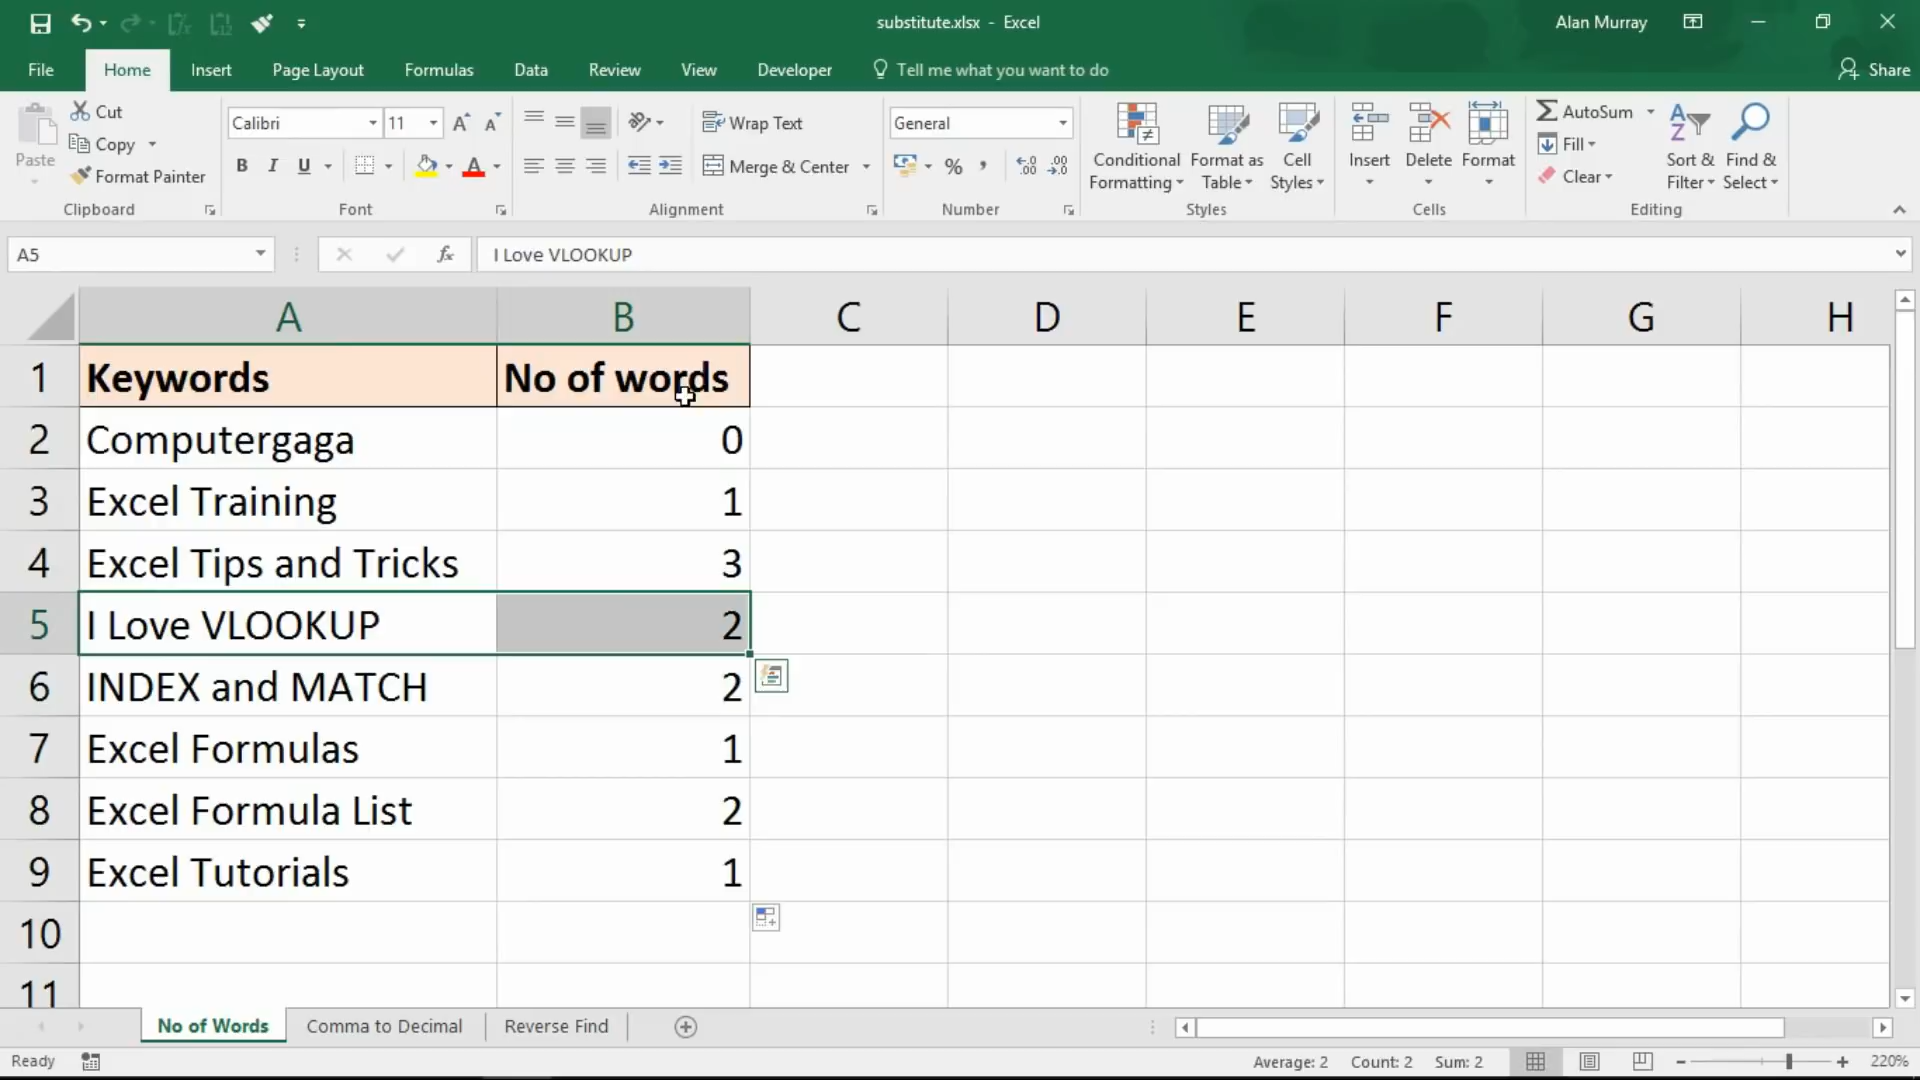 substitute.xlsx - Excel
Alan Murray
File Home Insert Page Layout Formulas Data Review View Developer Tell me what you want to do Share
Paste
Cut
Copy
Format Painter
Clipboard
Calibri 11
B I U A
Font
Wrap Text
Merge & Center
Alignment
General
%
Number
Conditional Formatting
Format as Table
Cell Styles
Styles
Insert Delete Format
Cells
AutoSum
Fill
Clear
Sort & Filter
Find & Select
Editing
A5 fx I Love VLOOKUP
A B C D E F G H
1 Keywords No of words
2 Computergaga 0
3 Excel Training 1
4 Excel Tips and Tricks 3
5 I Love VLOOKUP 2
6 INDEX and MATCH 2
7 Excel Formulas 1
8 Excel Formula List 2
9 Excel Tutorials 1
10
11
No of Words Comma to Decimal Reverse Find
Ready Average: 2 Count: 2 Sum: 2 220%